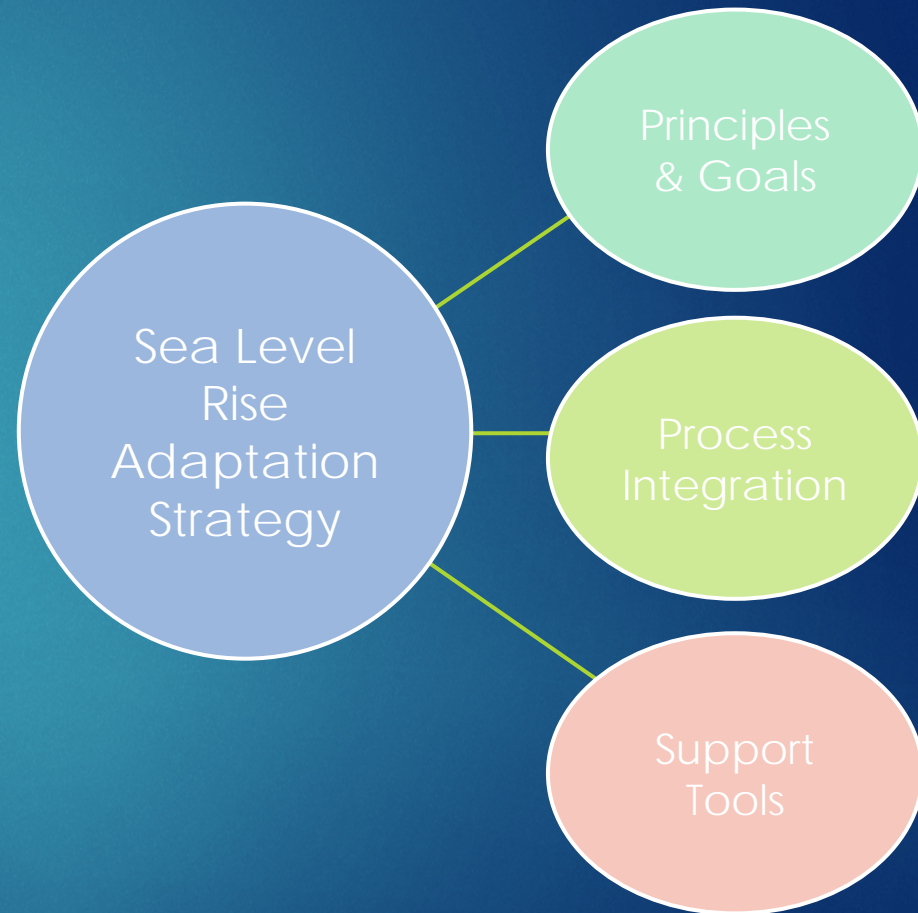 Sea Level
Rise
Adaptation
Strategy
Principles
& Goals
Process
Integration
Support
Tools